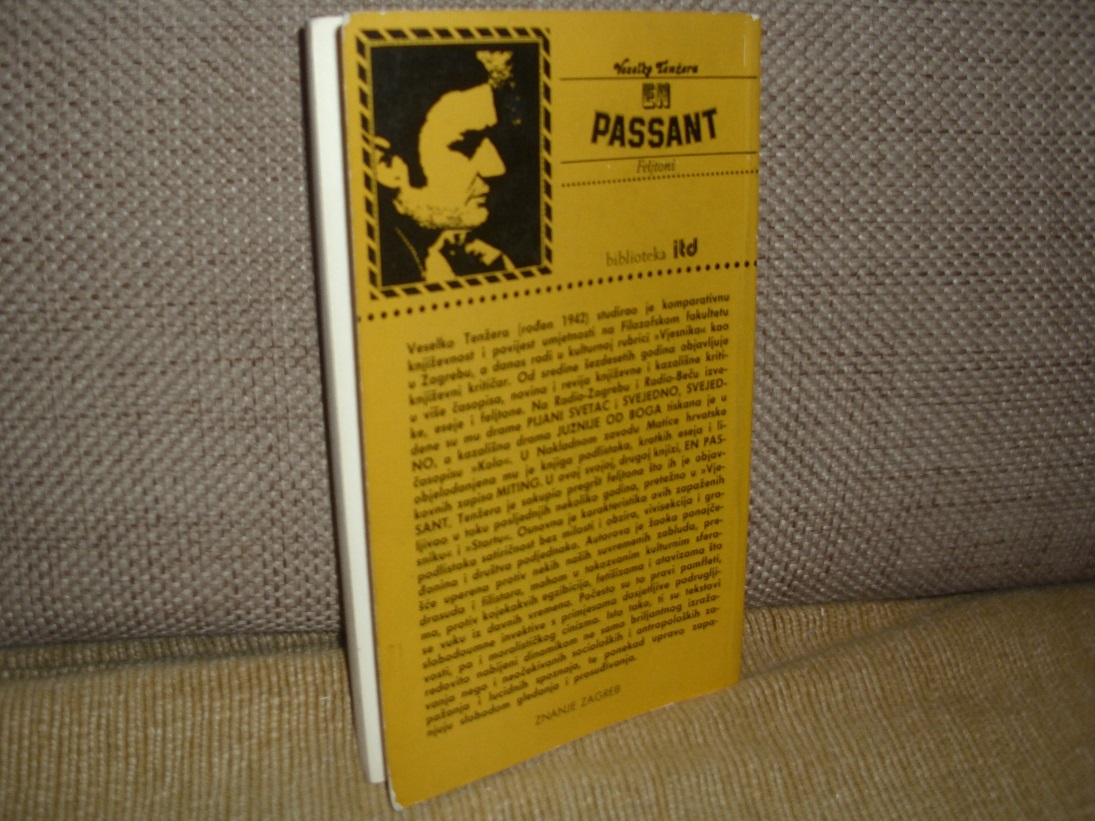 Veselko Tenžera
EN
PASSANT
Feljtoni
biblioteka itd
Veselko Tenžera (rođen 1942) studirao je komparativnu
književnost i povijest umjetnosti na Filozofskom fakultetu
u Zagrebu, a danas radi u kulturnoj rubrici »Vjesnika« kao
književni kritičar. Od sredine šezdesetih godina objavljuje
u više časopisa, novina i revija književne i kazališne kriti-
ke, eseje i feljtone. Na Radio-Zagrebu i Radio-Beču izve-
dene su mu drame PIJANI SVETAC i SVEJEDNO, SVEJED-
NO, a kazališna drama JUŽNIJE OD BOGA tiskana je u
časopisu »Kolo«. U Nakladnom zavodu Matice hrvatske
objelodanjena mu je knjiga podlistaka, kratkih eseja i li-
kovnih zapisa MITING. U ovoj svojoj, drugoj knjizi, EN PAS-
SANT, Tenžera je sakupio pregršt feljtona što ih je objav-
ljivao u toku posljednjih nekoliko godina, pretežno u »Vje-
sniku« i »Startu«. Osnovna je karakteristika ovih zapaženih
podlistaka satiričnost bez milosti i obzira, vivisekcija i gra-
đanina i društva podjednako. Autorova je žaoka ponajče-
šće uperena protiv nekih naših suvremenih zabluda, pre-
drasuda i filistara, mahom u takozvanim kulturnim sfera-
ma, protiv kojekakvih egzibicija, fetišizama i atavizama što
se vuku iz davnih vremena. Počesto su to pravi pamfleti,
slobodoumne invektive s primjesama dosjetljive podruglji-
vosti, pa i moralističkog cinizma. Isto tako, ti su tekstovi
redovito nabijeni dinamikom ne samo briljantnog izraža-
vanja nego i neočekivanih socioloških i antropoloških za-
pažanja i lucidnih spoznaja, te ponekad upravo zapa-
njuju slobodom gledanja i prosuđivanja.
ZNANJE ZAGREB